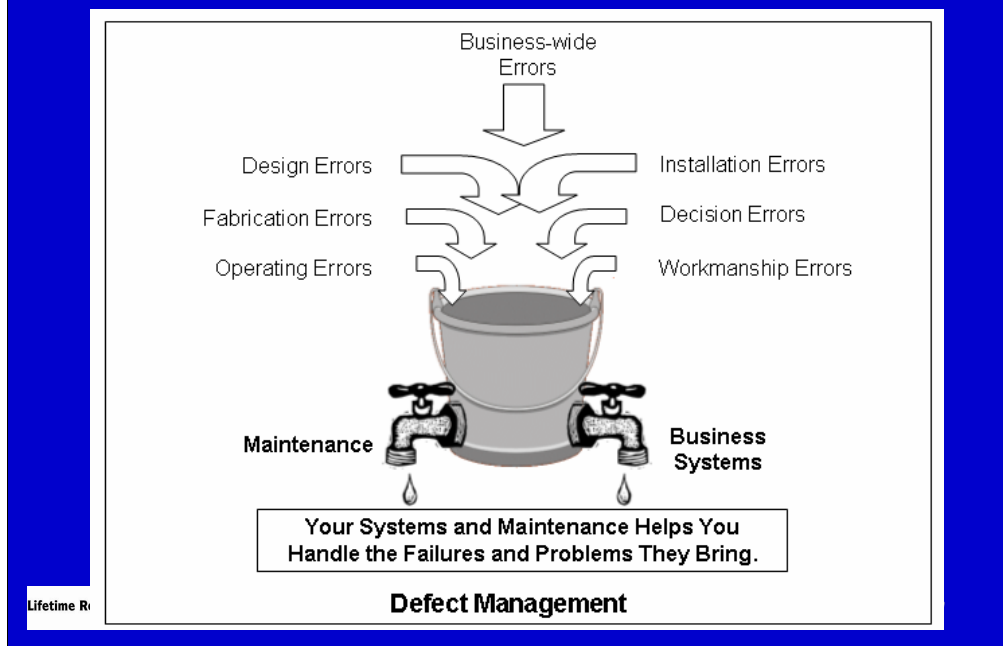 Business-wide
Errors
Design Errors
Installation Errors
Fabrication Errors
Decision Errors
Operating Errors
Workmanship Errors
Maintenance
Business
Systems
Your Systems and Maintenance Helps You
Handle the Failures and Problems They Bring.
Lifetime
Defect Management